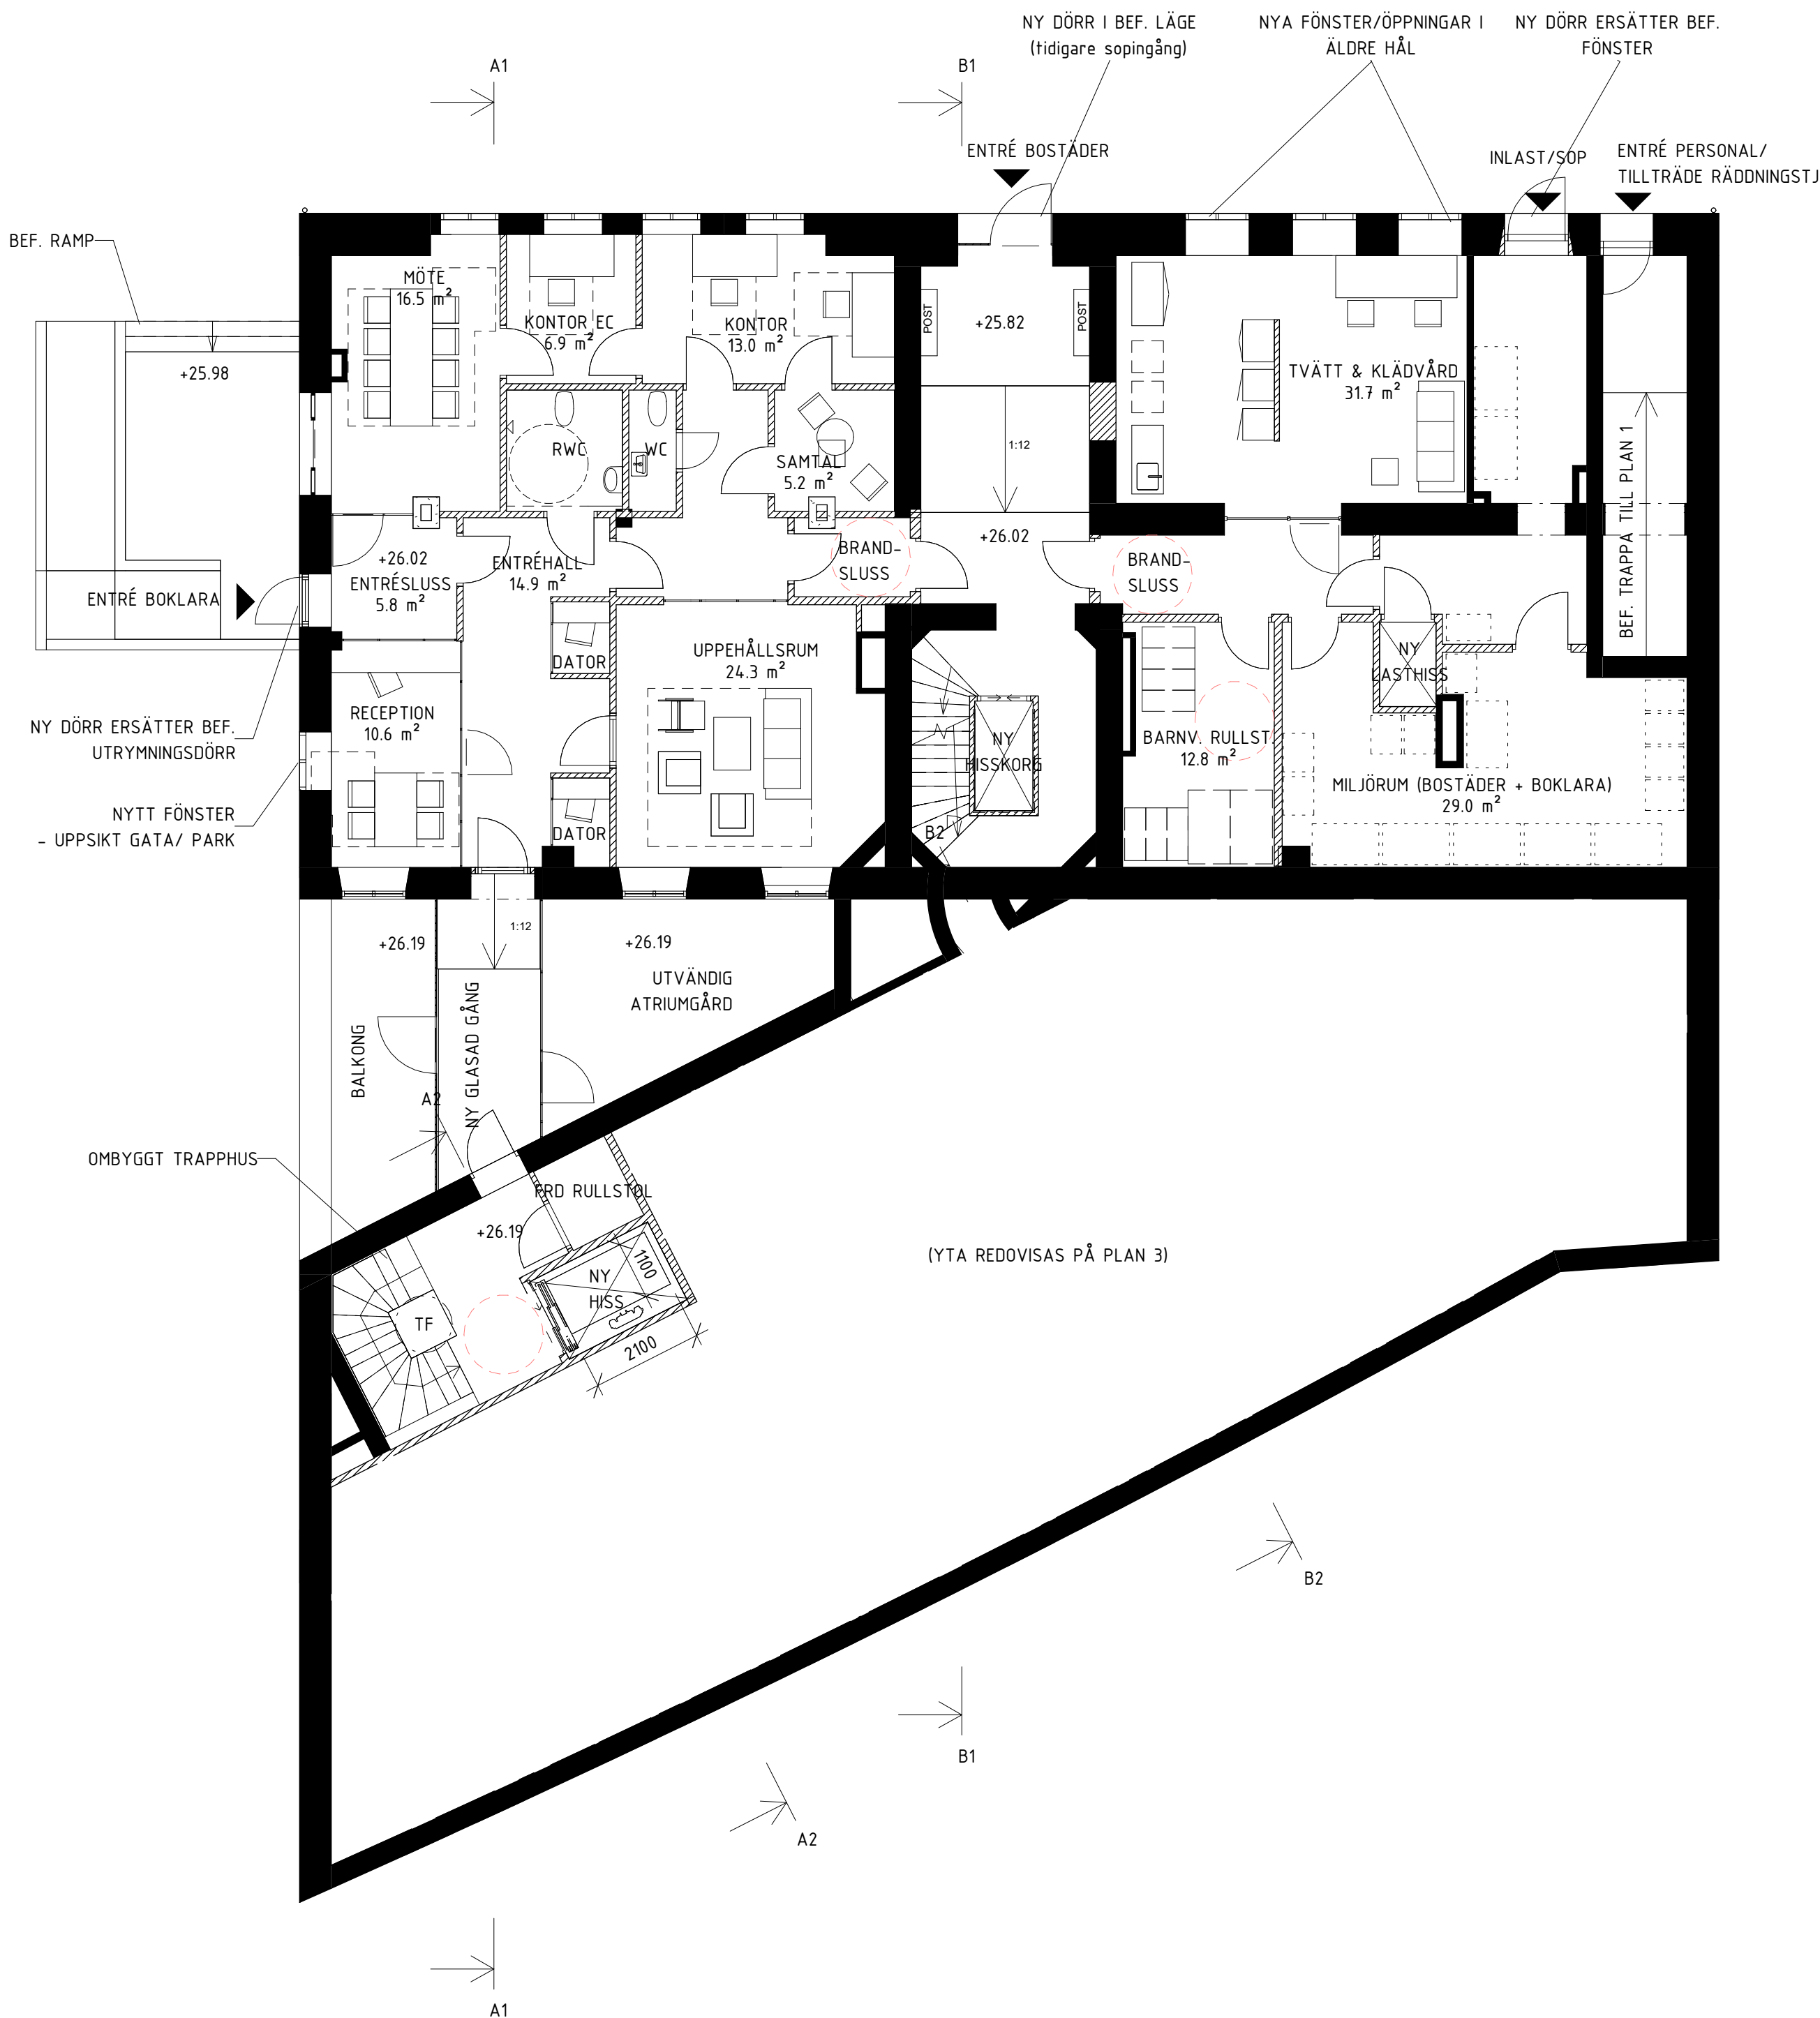 NY DÖRR I BEF. LÄGE
(tidigare sopingång)
NYA FÖNSTER/ÖPPNINGAR I
ÄLDRE HÅL
NY DÖRR ERSÄTTER BEF.
FÖNSTER
A1
B1
ENTRÉ BOSTÄDER
INLAST/SOP
ENTRÉ PERSONAL/
TILLTRÄDE RÄDDNINGSTJ
BEF. RAMP
+25.98
MÖTE
16.5 m²
KONTOR EC
6.9 m²
KONTOR
13.0 m²
POST
+25.82
POST
TVÄTT & KLÄDVÅRD
31.7 m²
RWC
WC
SAMTAL
5.2 m²
1:12
BEF. TRAPPA TILL PLAN 1
+26.02
ENTRÉSLUSS
5.8 m²
ENTRÉHALL
14.9 m²
BRAND-
SLUSS
+26.02
BRAND-
SLUSS
ENTRÉ BOKLARA
DATOR
UPPEHÅLLSRUM
24.3 m²
NY
LASTHISS
NY DÖRR ERSÄTTER BEF.
UTRYMNINGSDÖRR
RECEPTION
10.6 m²
NY
HISSKORG
BARNV. RULLST
12.8 m²
MILJÖRUM (BOSTÄDER + BOKLARA)
29.0 m²
NYTT FÖNSTER
- UPPSIKT GATA/ PARK
DATOR
B2
+26.19
1:12
+26.19
UTVÄNDIG
ATRIUMGÅRD
BALKONG
NY GLASAD GÅNG
A2
OMBYGGT TRAPPHUS
FRD RULLSTOL
+26.19
(YTA REDOVISAS PÅ PLAN 3)
NY
HISS
1100
TF
2100
B2
B1
A2
A1